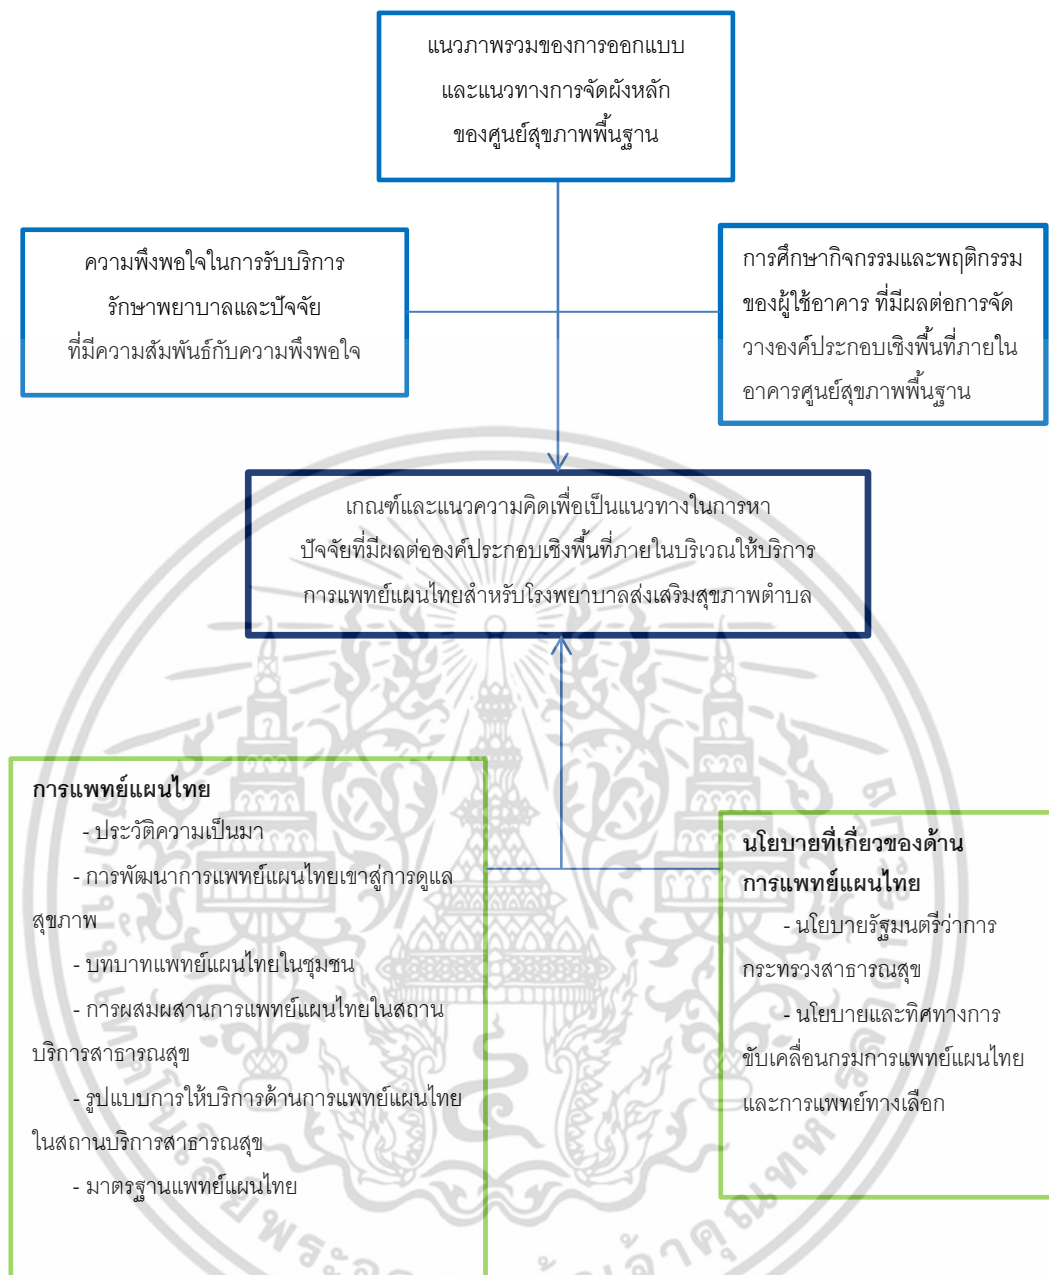 แนวภาพรวมของการออกแบบ
และแนวทางการจัดผังหลัก
ของศูนย์สุขภาพพื้นฐาน
ความพึงพอใจในการรับบริการ
รักษาพยาบาลและปัจจัย
ที่มีความสัมพันธ์กับความพึงพอใจ
การศึกษากิจกรรมและพฤติกรรม
ของผู้ใช้อาคาร ที่มีผลต่อการจัด
วางองค์ประกอบเชิงพื้นที่ภายใน
อาคารศูนย์สุขภาพพื้นฐาน
เกณฑ์และแนวความคิดเพื่อเป็นแนวทางในการหา
ปัจจัยที่มีผลต่อองค์ประกอบเชิงพื้นที่ภายในบริเวณให้บริการ
การแพทย์แผนไทยสำหรับโรงพยาบาลส่งเสริมสุขภาพตำบล
การแพทย์แผนไทย
- ประวัติความเป็นมา
- การพัฒนาการแพทย์แผนไทยเขาสู่การดูแล
สุขภาพ
- บทบาทแพทย์แผนไทยในชุมชน
- การผสมผสานการแพทย์แผนไทยในสถาน
บริการสาธารณสุข
- รูปแบบการให้บริการด้านการแพทย์แผนไทย
ในสถานบริการสาธารณสุข
- มาตรฐานแพทย์แผนไทย
นโยบายที่เกี่ยวของด้าน
การแพทย์แผนไทย
- นโยบายรัฐมนตรีว่าการ
กระทรวงสาธารณสุข
- นโยบายและทิศทางการ
ขับเคลื่อนกรมการแพทย์แผนไทย
และการแพทย์ทางเลือก